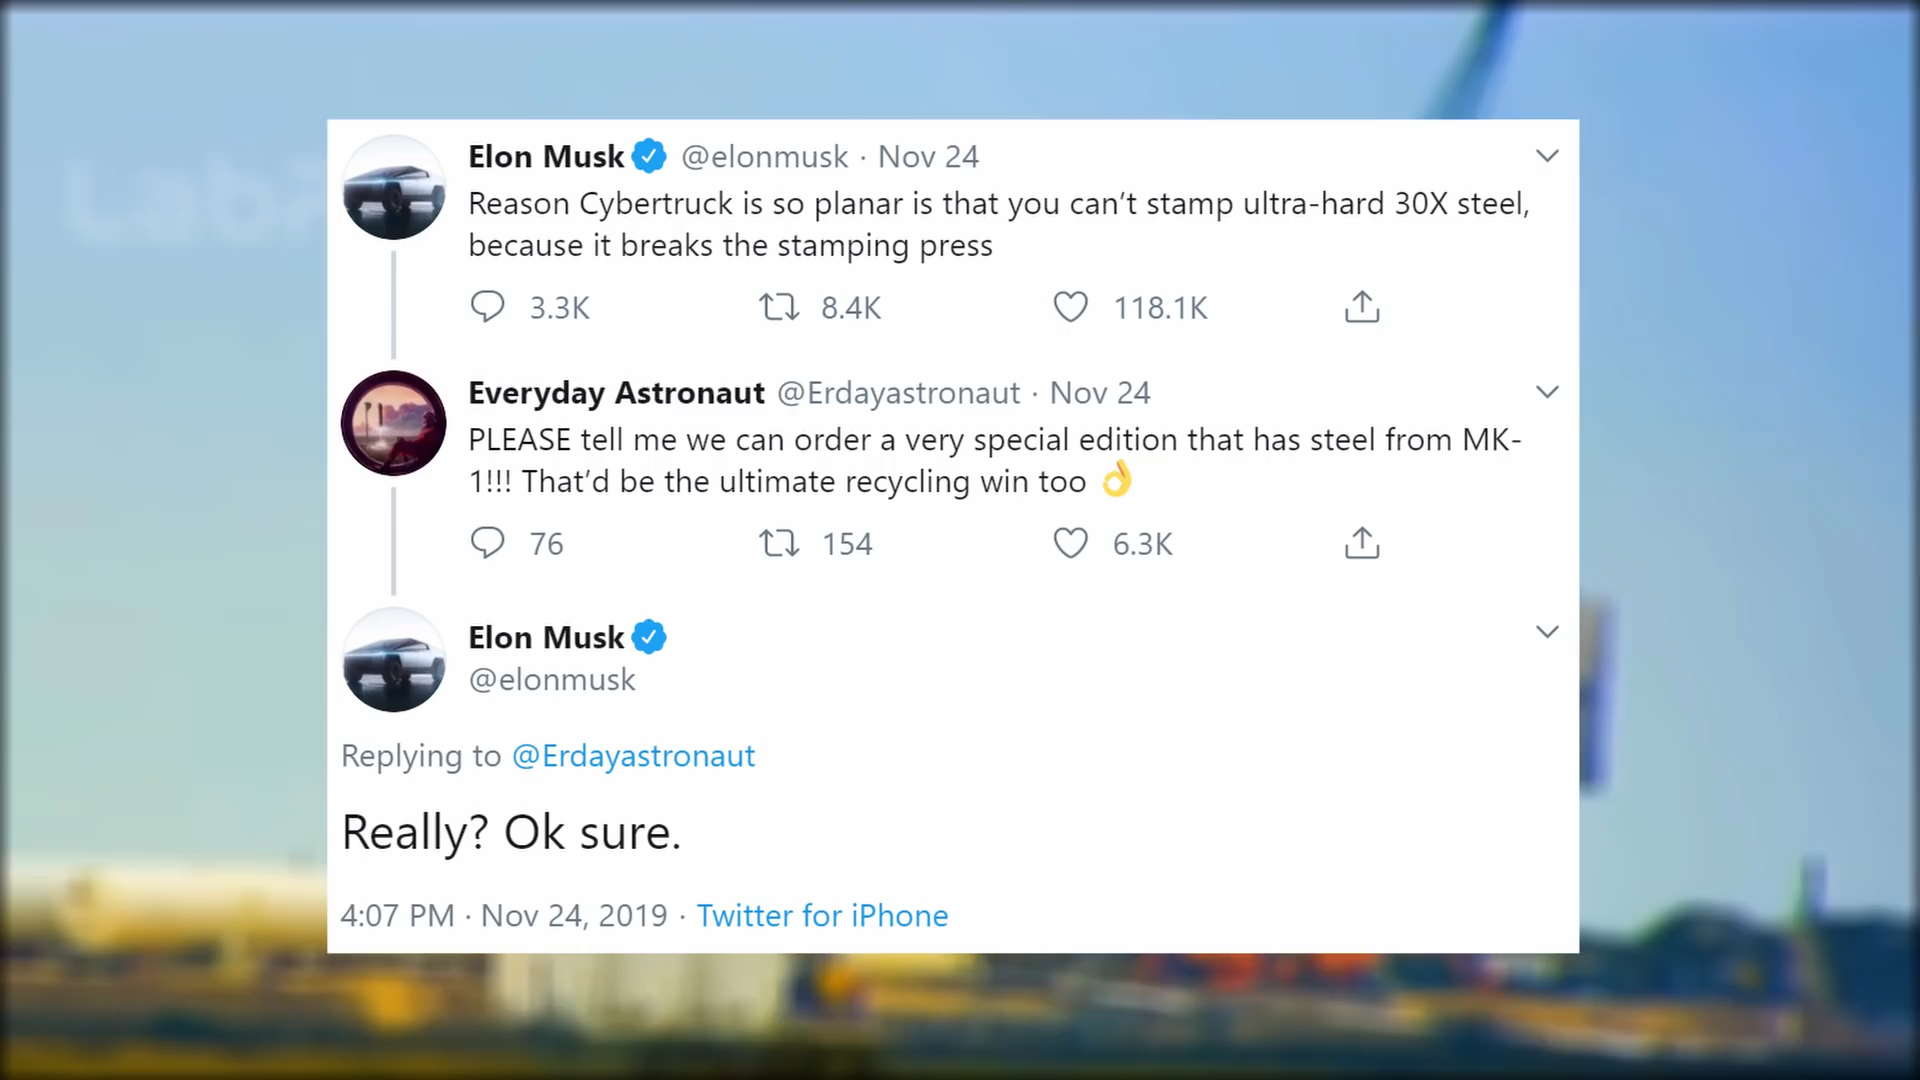 Elon Musk @elonmusk · Nov 24
Reason Cybertruck is so planar is that you can’t stamp ultra-hard 30X steel,
because it breaks the stamping press
3.3K 8.4K 118.1K
Everyday Astronaut @Erdayastronaut · Nov 24
PLEASE tell me we can order a very special edition that has steel from MK-
1!!! That’d be the ultimate recycling win too 👌
76 154 6.3K
Elon Musk
@elonmusk
Replying to @Erdayastronaut
Really? Ok sure.
4:07 PM · Nov 24, 2019 · Twitter for iPhone